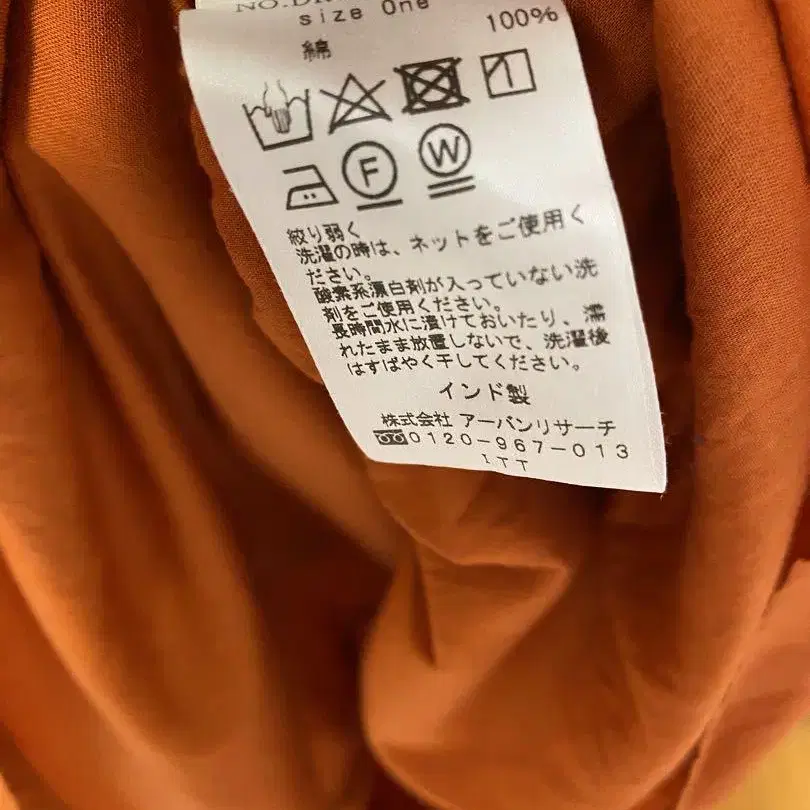 size One
綿 100%
F W
絞り弱く
洗濯の時は、ネットをご使用く
ださい。
酸素系漂白剤が入っていない洗
剤をご使用ください。
長時間水に漬けておいたり、濡
れたまま放置しないで、洗濯後
はすばやく干してください。
インド製
株式会社 アーバンリサーチ
0120-967-013